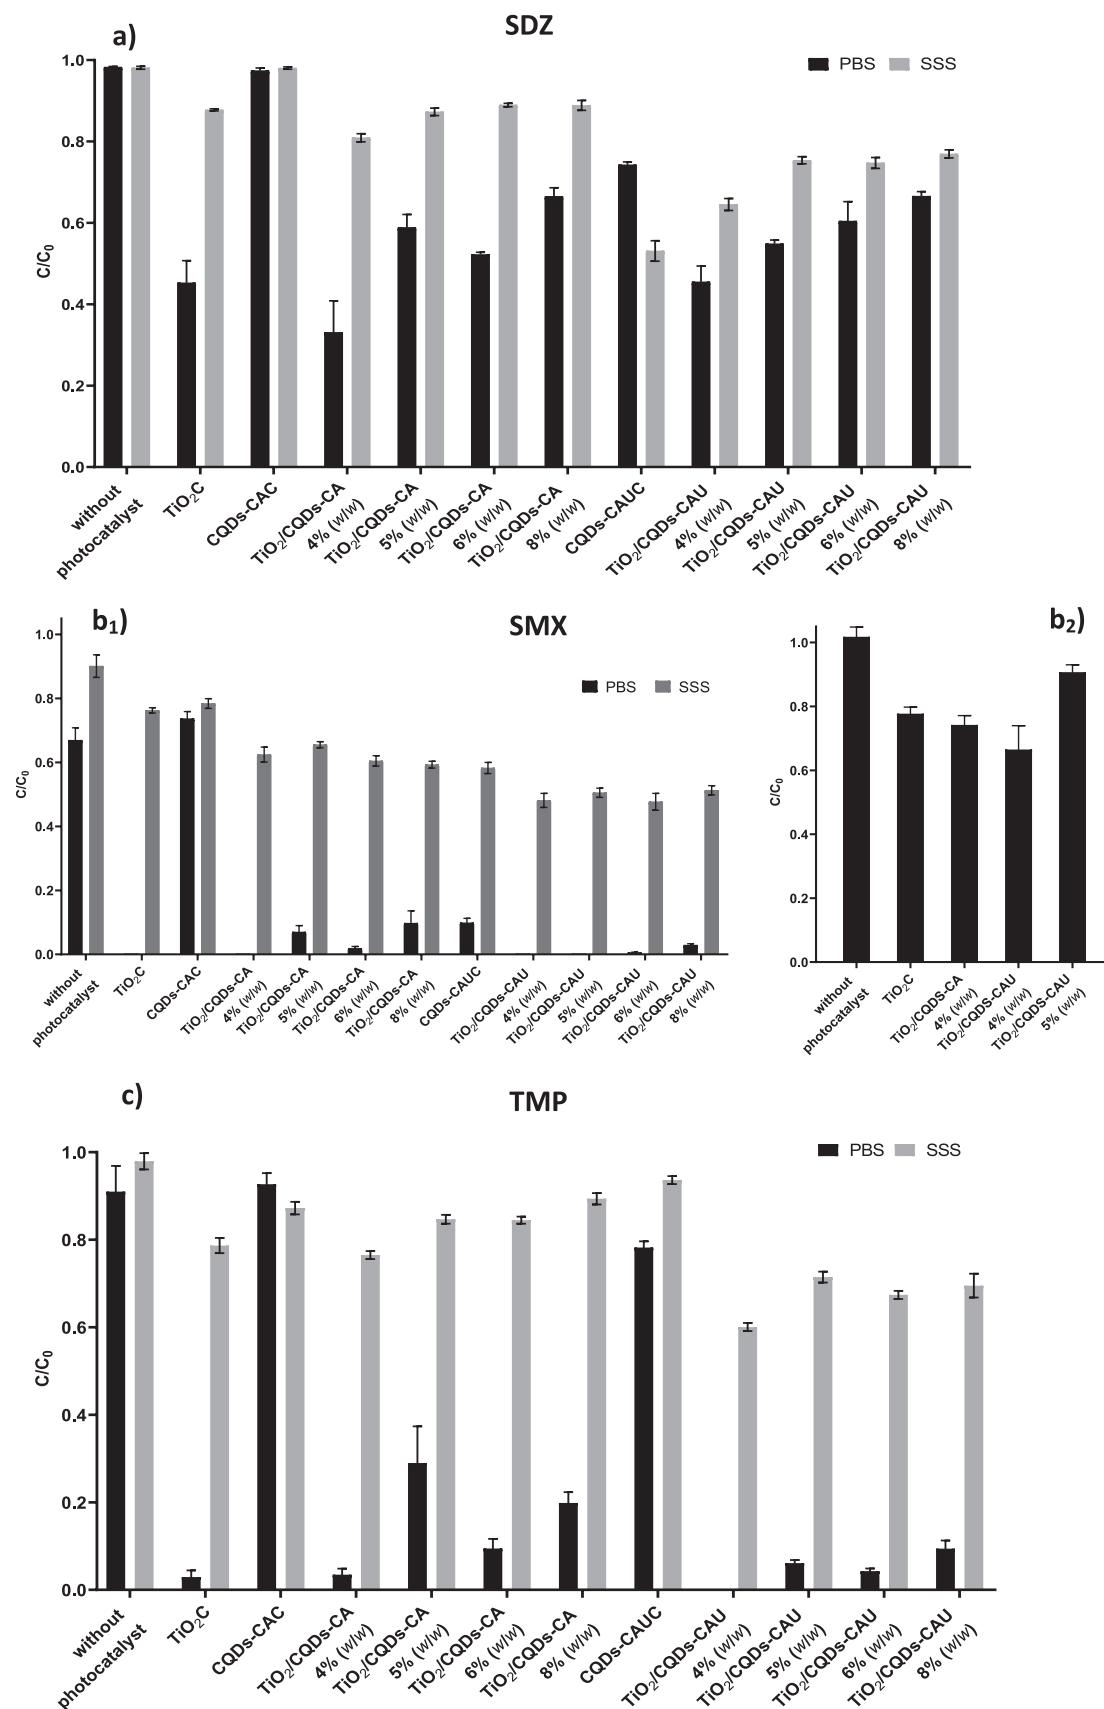 a)
SDZ
PBS SSS
C/C0
1.0
0.8
0.6
0.4
0.2
0.0
without
photocatalyst
TiO2C
CQDs-CAC
TiO2/CQDs-CA
4% (w/w)
TiO2/CQDs-CA
5% (w/w)
TiO2/CQDs-CA
6% (w/w)
TiO2/CQDs-CA
8% (w/w)
CQDs-CAUC
TiO2/CQDs-CAU
4% (w/w)
TiO2/CQDs-CAU
5% (w/w)
TiO2/CQDs-CAU
6% (w/w)
TiO2/CQDs-CAU
8% (w/w)
b1)
SMX
PBS SSS
C/C0
1.0
0.8
0.6
0.4
0.2
0.0
without
photocatalyst
TiO2C
CQDs-CAC
TiO2/CQDs-CA
4% (w/w)
TiO2/CQDs-CA
5% (w/w)
TiO2/CQDs-CA
6% (w/w)
TiO2/CQDs-CA
8% (w/w)
CQDs-CAUC
TiO2/CQDs-CAU
4% (w/w)
TiO2/CQDs-CAU
5% (w/w)
TiO2/CQDs-CAU
6% (w/w)
TiO2/CQDs-CAU
8% (w/w)
b2)
C/C0
1.0
0.8
0.6
0.4
0.2
0.0
without
photocatalyst
TiO2C
TiO2/CQDS-CA
4% (w/w)
TiO2/CQDS-CAU
4% (w/w)
TiO2/CQDS-CAU
5% (w/w)
c)
TMP
PBS SSS
C/C0
1.0
0.8
0.6
0.4
0.2
0.0
without
photocatalyst
TiO2C
CQDs-CAC
TiO2/CQDs-CA
4% (w/w)
TiO2/CQDs-CA
5% (w/w)
TiO2/CQDs-CA
6% (w/w)
TiO2/CQDs-CA
8% (w/w)
CQDs-CAUC
TiO2/CQDs-CAU
4% (w/w)
TiO2/CQDs-CAU
5% (w/w)
TiO2/CQDs-CAU
6% (w/w)
TiO2/CQDs-CAU
8% (w/w)